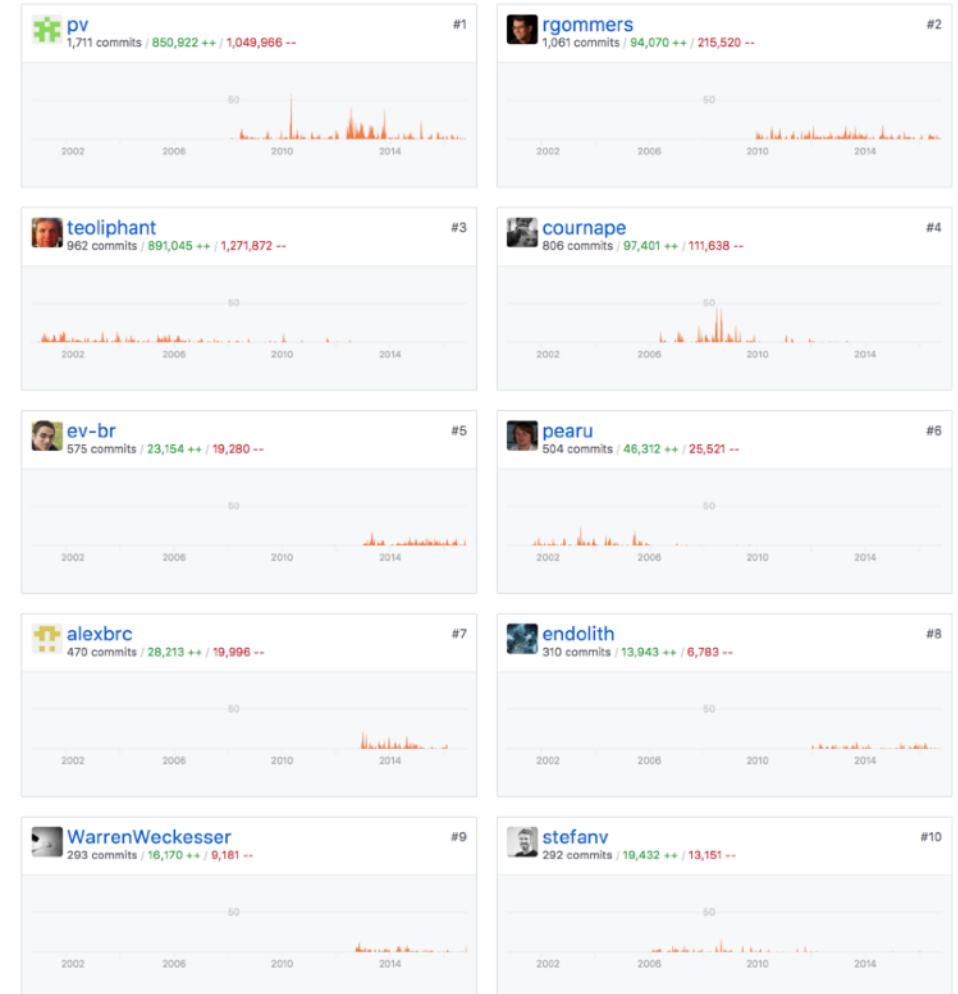 pv #1
1,711 commits / 850,922 ++ / 1,049,966 --
50
2002 2006 2010 2014
rgommers #2
1,061 commits / 94,070 ++ / 215,520 --
50
2002 2006 2010 2014
teoliphant #3
962 commits / 891,045 ++ / 1,271,872 --
50
2002 2006 2010 2014
cournape #4
806 commits / 97,401 ++ / 111,638 --
50
2002 2006 2010 2014
ev-br #5
575 commits / 23,154 ++ / 19,280 --
50
2002 2006 2010 2014
pearu #6
504 commits / 46,312 ++ / 25,521 --
50
2002 2006 2010 2014
alexbrc #7
470 commits / 28,213 ++ / 19,996 --
50
2002 2006 2010 2014
endolith #8
310 commits / 13,943 ++ / 6,783 --
50
2002 2006 2010 2014
WarrenWeckesser #9
293 commits / 16,170 ++ / 9,181 --
50
2002 2006 2010 2014
stefanv #10
292 commits / 19,432 ++ / 13,151 --
50
2002 2006 2010 2014